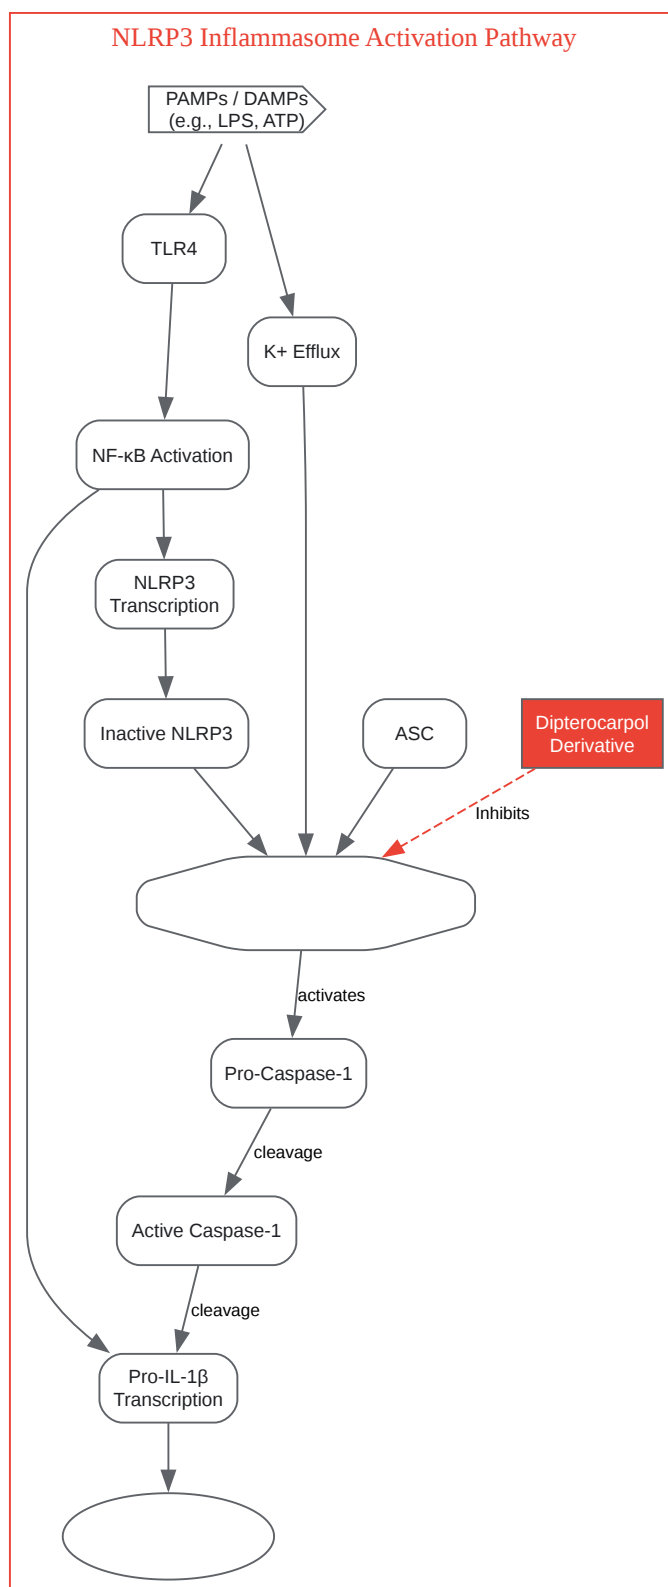 NLRP3 Inflammasome Activation Pathway
PAMPs / DAMPs
(e.g., LPS, ATP)
TLR4
K+ Efflux
NF-κB Activation
NLRP3
Transcription
Inactive NLRP3
ASC
Dipterocarpol
Derivative
Inhibits
activates
Pro-Caspase-1
cleavage
Active Caspase-1
cleavage
Pro-IL-1β
Transcription